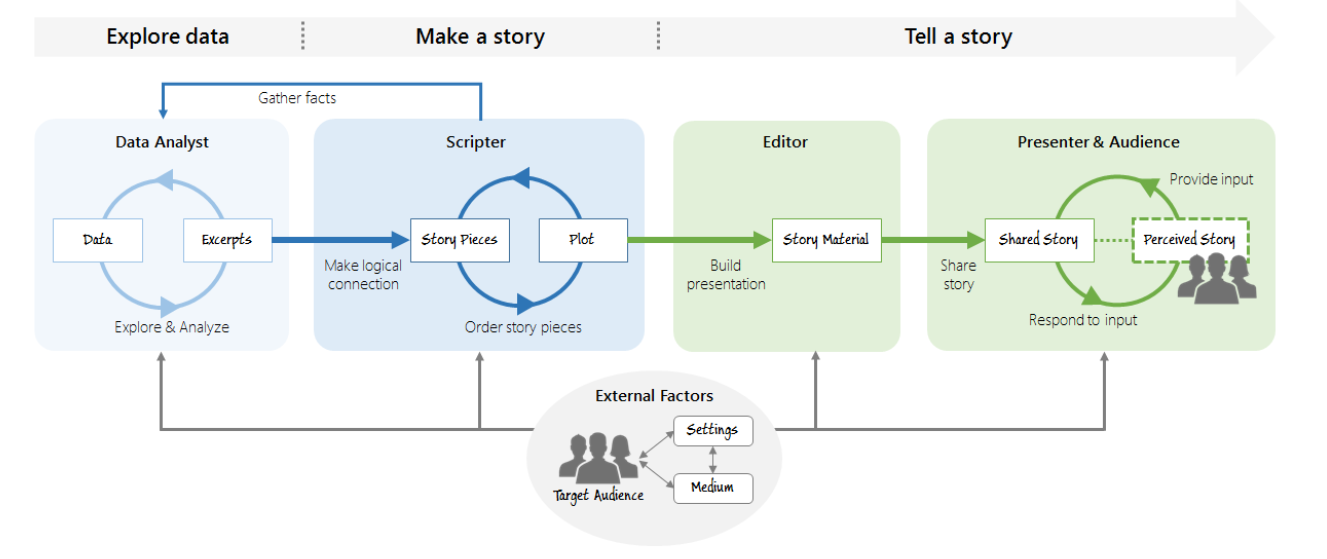 Explore data
Make a story
Tell a story
Gather facts
Data Analyst
Scripter
Editor
Presenter & Audience
Provide input
Data
Excerpts
Story Pieces
Plot
Story Material
Shared Story
Perceived Story
Make logical
connection
Build
presentation
Share
story
Explore & Analyze
Order story pieces
Respond to input
External Factors
Settings
Medium
Target Audience